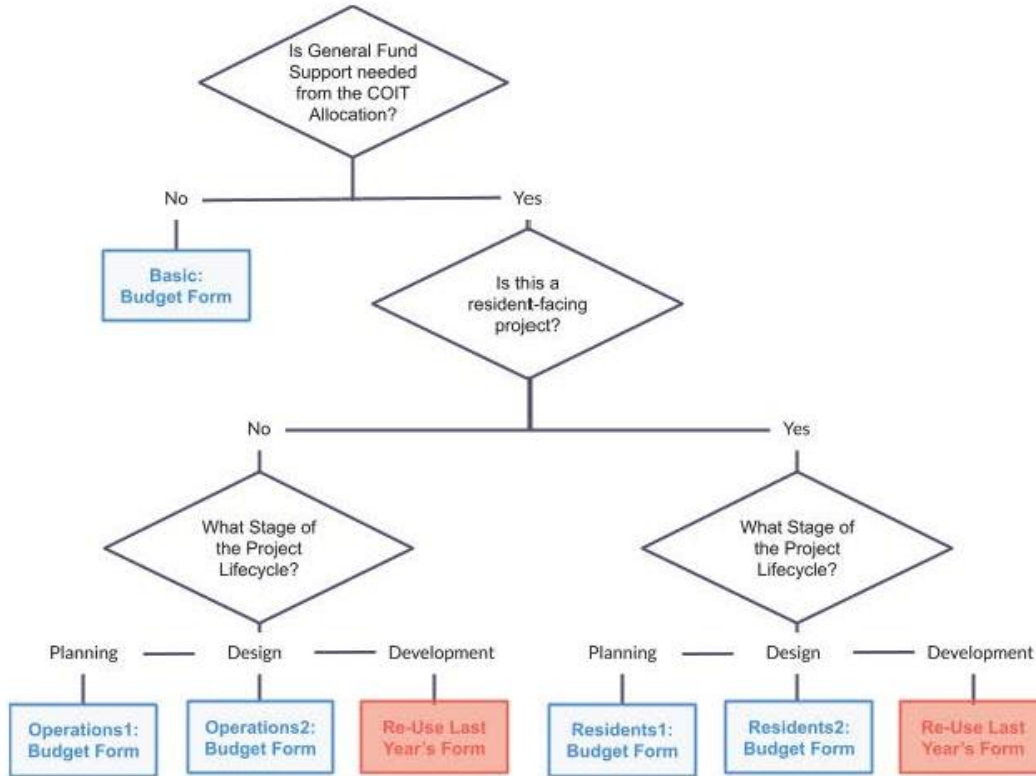 Is General Fund
Support needed
from the COIT
Allocation?
No
Yes
Basic:
Budget Form
Is this a
resident-facing
project?
No
Yes
What Stage of
the Project
Lifecycle?
What Stage of
the Project
Lifecycle?
Planning
Design
Development
Planning
Design
Development
Operations1:
Budget Form
Operations2:
Budget Form
Re-Use Last
Year's Form
Residents1:
Budget Form
Residents2:
Budget Form
Re-Use Last
Year's Form